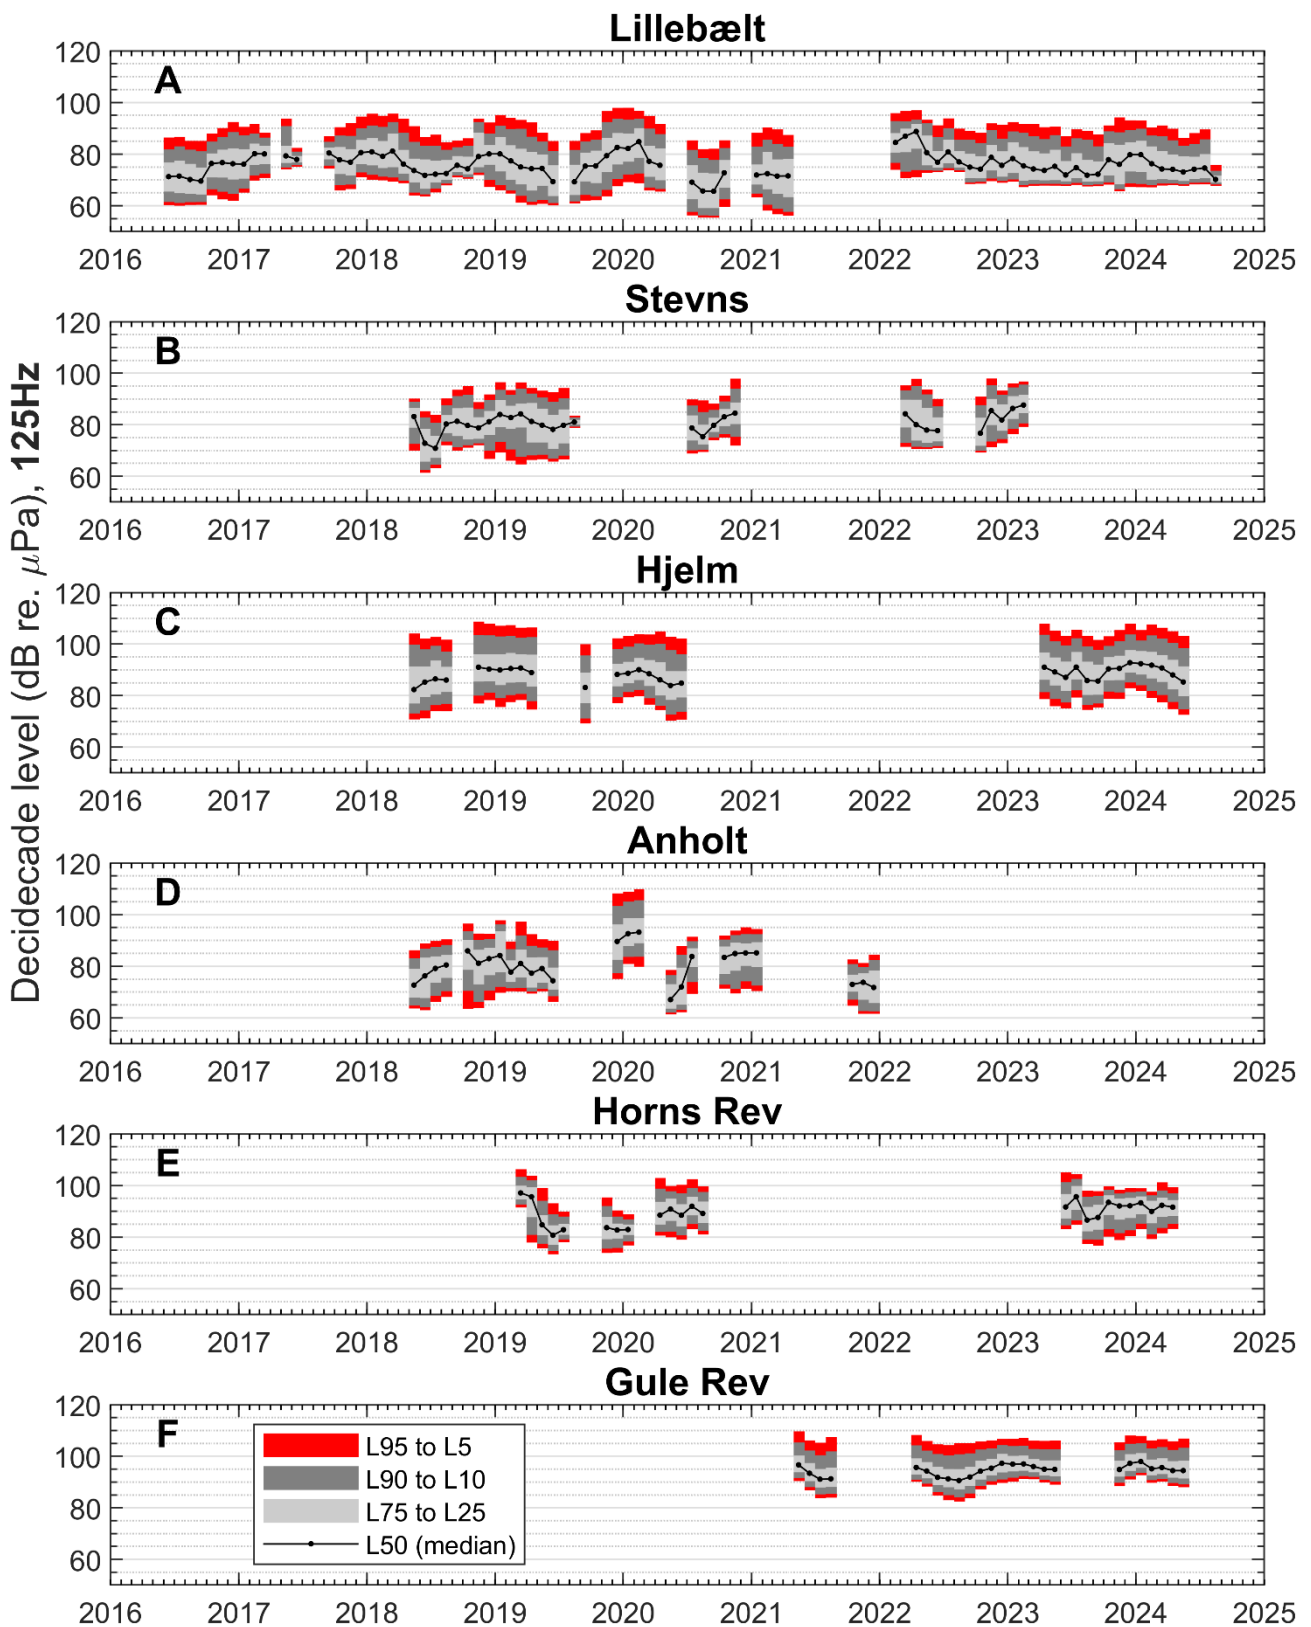 Lillebælt
A
120
100
80
60
2016 2017 2018 2019 2020 2021 2022 2023 2024 2025
Stevns
B
120
100
80
60
2016 2017 2018 2019 2020 2021 2022 2023 2024 2025
Decidecade level (dB re. μPa), 125Hz
Hjelm
C
120
100
80
60
2016 2017 2018 2019 2020 2021 2022 2023 2024 2025
Anholt
D
120
100
80
60
2016 2017 2018 2019 2020 2021 2022 2023 2024 2025
Horns Rev
E
120
100
80
60
2016 2017 2018 2019 2020 2021 2022 2023 2024 2025
Gule Rev
F
120
100
80
60
L95 to L5
L90 to L10
L75 to L25
L50 (median)
2016 2017 2018 2019 2020 2021 2022 2023 2024 2025